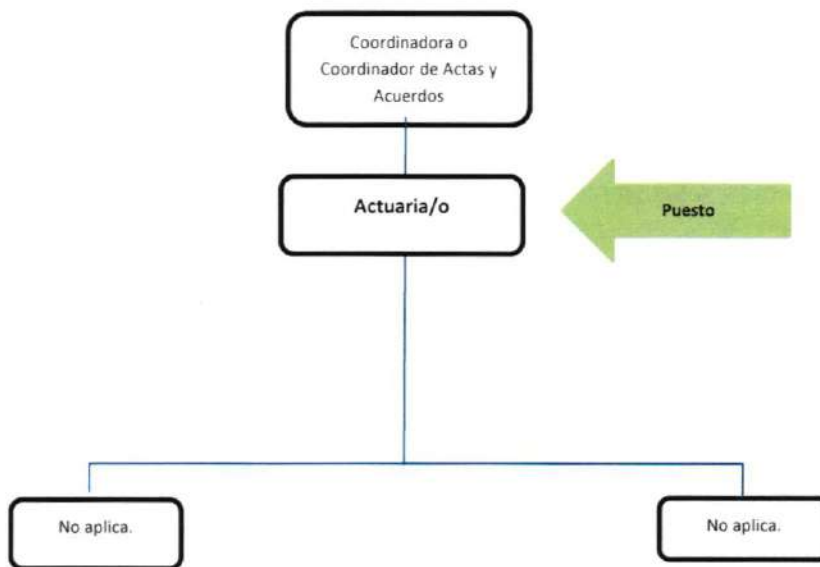 Coordinadora o
Coordinador de Actas y
Acuerdos
Actuaria/o
Puesto
No aplica.
No aplica.